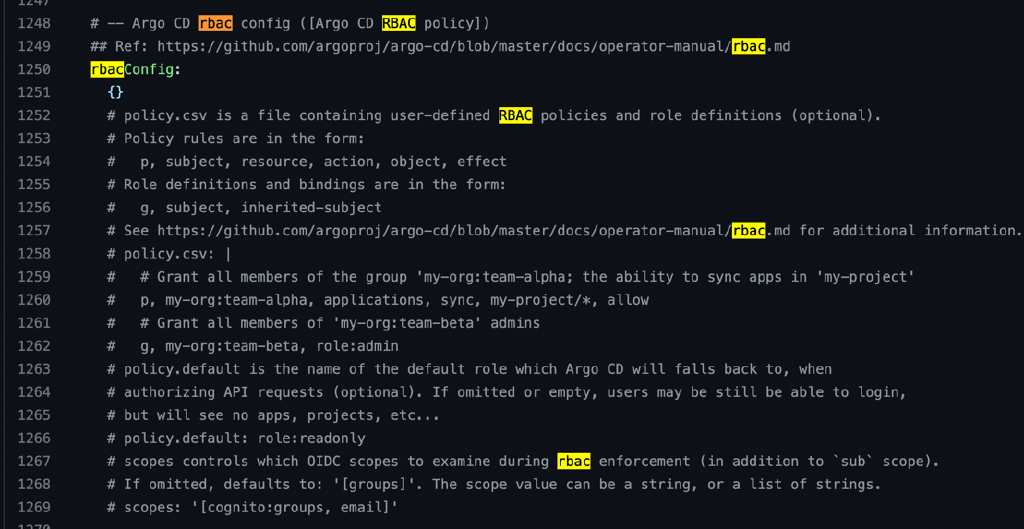 1247
1248 # -- Argo CD rbac config ([Argo CD RBAC policy])
1249 ## Ref: https://github.com/argoproj/argo-cd/blob/master/docs/operator-manual/rbac.md
1250 rbacConfig:
1251   {}
1252   # policy.csv is a file containing user-defined RBAC policies and role definitions (optional).
1253   # Policy rules are in the form:
1254   #   p, subject, resource, action, object, effect
1255   # Role definitions and bindings are in the form:
1256   #   g, subject, inherited-subject
1257   # See https://github.com/argoproj/argo-cd/blob/master/docs/operator-manual/rbac.md for additional information.
1258   # policy.csv: |
1259   #   # Grant all members of the group 'my-org:team-alpha; the ability to sync apps in 'my-project'
1260   #   p, my-org:team-alpha, applications, sync, my-project/*, allow
1261   #   # Grant all members of 'my-org:team-beta' admins
1262   #   g, my-org:team-beta, role:admin
1263   # policy.default is the name of the default role which Argo CD will falls back to, when
1264   # authorizing API requests (optional). If omitted or empty, users may be still be able to login,
1265   # but will see no apps, projects, etc...
1266   # policy.default: role:readonly
1267   # scopes controls which OIDC scopes to examine during rbac enforcement (in addition to `sub` scope).
1268   # If omitted, defaults to: '[groups]'. The scope value can be a string, or a list of strings.
1269   # scopes: '[cognito:groups, email]'
1270